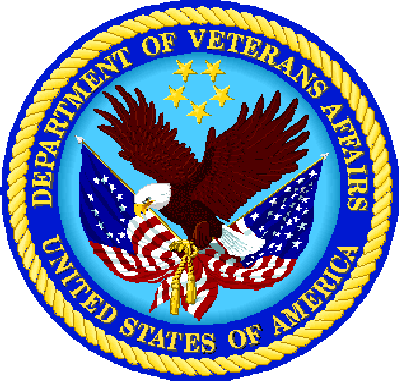 DEPARTMENT OF VETERANS AFFAIRS
UNITED STATES OF AMERICA